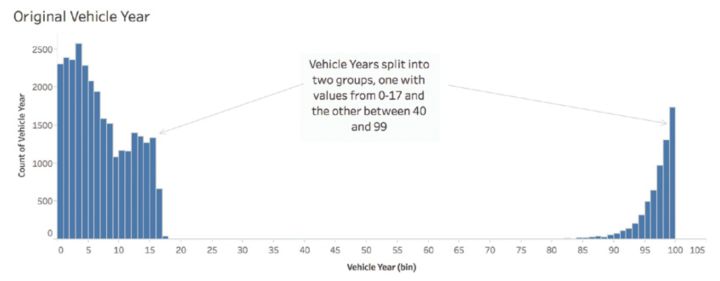 Original Vehicle Year
Count of Vehicle Year
2500
2000
1500
1000
500
0
Vehicle Years split into
two groups, one with
values from 0-17 and
the other between 40
and 99
0 5 10 15 20 25 30 35 40 45 50 55 60 65 70 75 80 85 90 95 100 105
Vehicle Year (bin)